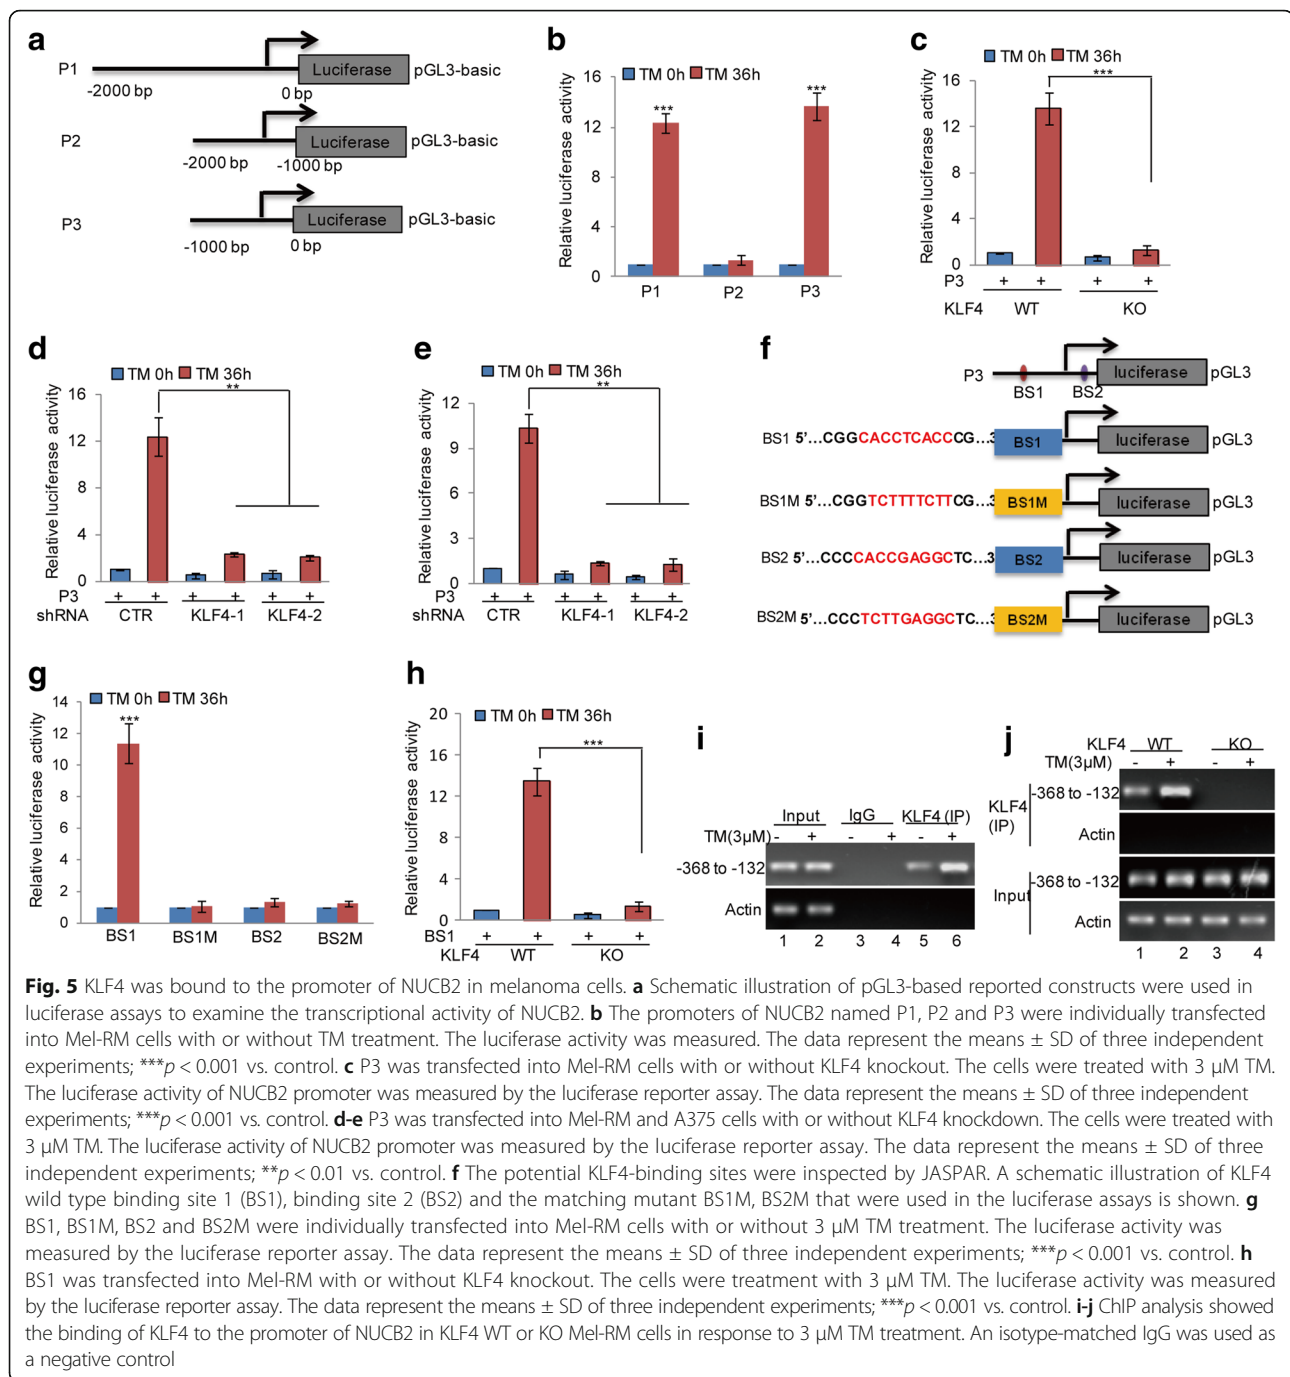 a
P1
Luciferase
pGL3-basic
-2000 bp
0 bp
P2
Luciferase
pGL3-basic
-2000 bp
-1000 bp
P3
Luciferase
pGL3-basic
-1000 bp
0 bp
b
TM 0h TM 36h
Relative luciferase activity
16
12
8
4
0
***
***
P1 P2 P3
c
TM 0h TM 36h
***
Relative luciferase activity
16
12
8
4
0
P3 + + + +
KLF4 WT KO
d
TM 0h TM 36h
**
Relative luciferase activity
16
12
8
4
0
P3 + + + + + +
shRNA CTR KLF4-1 KLF4-2
e
TM 0h TM 36h
**
Relative luciferase activity
12
9
6
3
0
P3 + + + + + +
shRNA CTR KLF4-1 KLF4-2
f
P3
BS1 BS2
luciferase
pGL3
BS1 5’...CGGCACCTCACCCG...3
BS1
luciferase
pGL3
BS1M 5’...CGGTCTTTTCTTCG...3
BS1M
luciferase
pGL3
BS2 5’...CCCCACCGAGGCTC...3
BS2
luciferase
pGL3
BS2M 5’...CCCTCTTGAGGCTC...3
BS2M
luciferase
pGL3
g
TM 0h TM 36h
***
Relative luciferase activity
14
12
10
8
6
4
2
0
BS1 BS1M BS2 BS2M
h
TM 0h TM 36h
***
Relative luciferase activity
20
16
12
8
4
0
BS1 + + + +
KLF4 WT KO
i
Input IgG KLF4 (IP)
TM(3μM) - + - + - +
-368 to -132
Actin
1 2 3 4 5 6
j
KLF4 WT KO
TM(3μM) - + - +
KLF4 (IP)
-368 to -132
Actin
Input
-368 to -132
Actin
1 2 3 4
Fig. 5 KLF4 was bound to the promoter of NUCB2 in melanoma cells. a Schematic illustration of pGL3-based reported constructs were used in
luciferase assays to examine the transcriptional activity of NUCB2. b The promoters of NUCB2 named P1, P2 and P3 were individually transfected
into Mel-RM cells with or without TM treatment. The luciferase activity was measured. The data represent the means ± SD of three independent
experiments; ***p < 0.001 vs. control. c P3 was transfected into Mel-RM cells with or without KLF4 knockout. The cells were treated with 3 μM TM.
The luciferase activity of NUCB2 promoter was measured by the luciferase reporter assay. The data represent the means ± SD of three independent
experiments; ***p < 0.001 vs. control. d-e P3 was transfected into Mel-RM and A375 cells with or without KLF4 knockdown. The cells were treated with
3 μM TM. The luciferase activity of NUCB2 promoter was measured by the luciferase reporter assay. The data represent the means ± SD of three
independent experiments; **p < 0.01 vs. control. f The potential KLF4-binding sites were inspected by JASPAR. A schematic illustration of KLF4
wild type binding site 1 (BS1), binding site 2 (BS2) and the matching mutant BS1M, BS2M that were used in the luciferase assays is shown. g
BS1, BS1M, BS2 and BS2M were individually transfected into Mel-RM cells with or without 3 μM TM treatment. The luciferase activity was
measured by the luciferase reporter assay. The data represent the means ± SD of three independent experiments; ***p < 0.001 vs. control. h
BS1 was transfected into Mel-RM with or without KLF4 knockout. The cells were treatment with 3 μM TM. The luciferase activity was measured
by the luciferase reporter assay. The data represent the means ± SD of three independent experiments; ***p < 0.001 vs. control. i-j ChIP analysis showed
the binding of KLF4 to the promoter of NUCB2 in KLF4 WT or KO Mel-RM cells in response to 3 μM TM treatment. An isotype-matched IgG was used as
a negative control